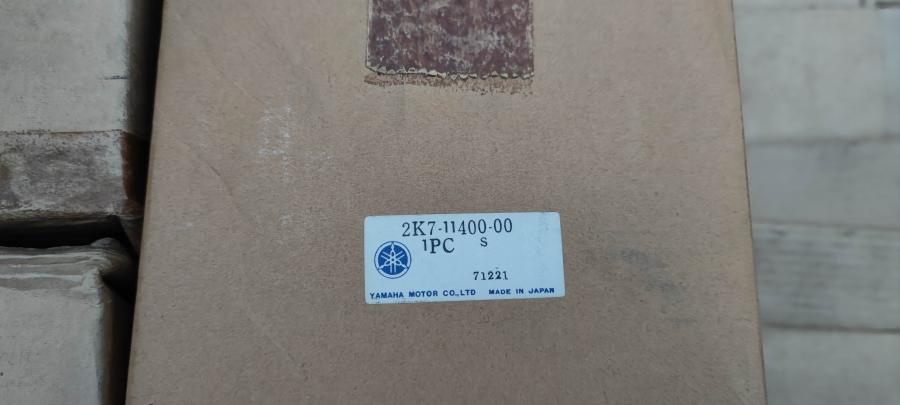 2K7-11400-00
1PC S
71221
YAMAHA MOTOR CO.,LTD MADE IN JAPAN